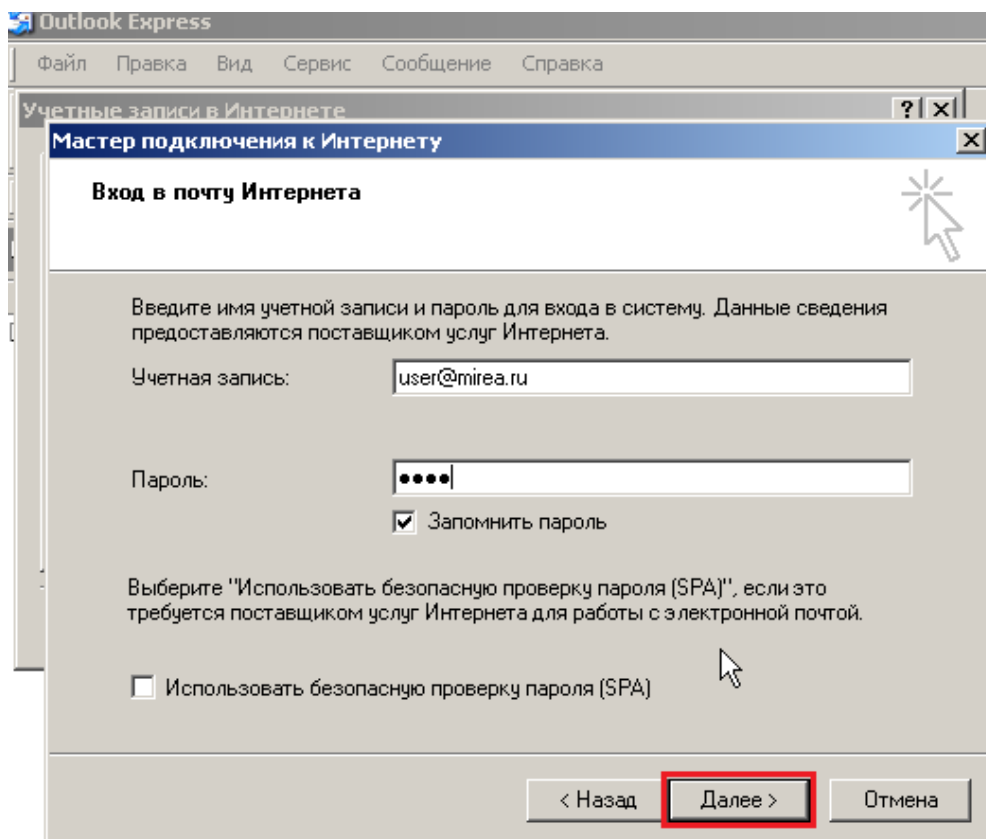 Outlook Express
Файл Правка Вид Сервис Сообщение Справка
Учетные записи в Интернете
Мастер подключения к Интернету
Вход в почту Интернета
Введите имя учетной записи и пароль для входа в систему. Данные сведения
предоставляются поставщиком услуг Интернета.
Учетная запись: user@mirea.ru
Пароль: ••••
Запомнить пароль
Выберите "Использовать безопасную проверку пароля (SPA)", если это
требуется поставщиком услуг Интернета для работы с электронной почтой.
Использовать безопасную проверку пароля (SPA)
< Назад Далее > Отмена